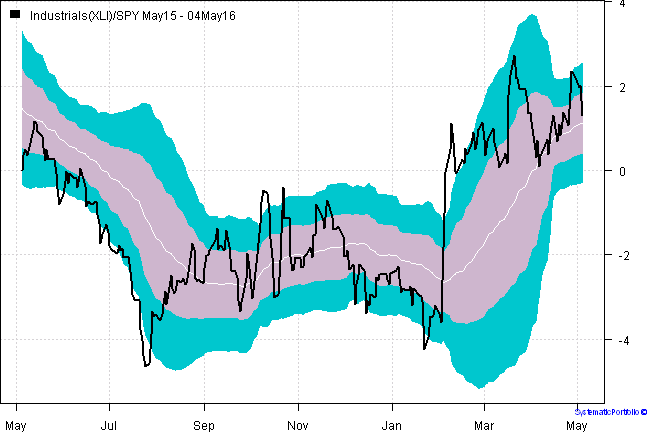 Industrials(XLI)/SPY May15 - 04May16
4
2
0
-2
-4
May Jul Sep Nov Jan Mar May
SystematicPortfolio ©